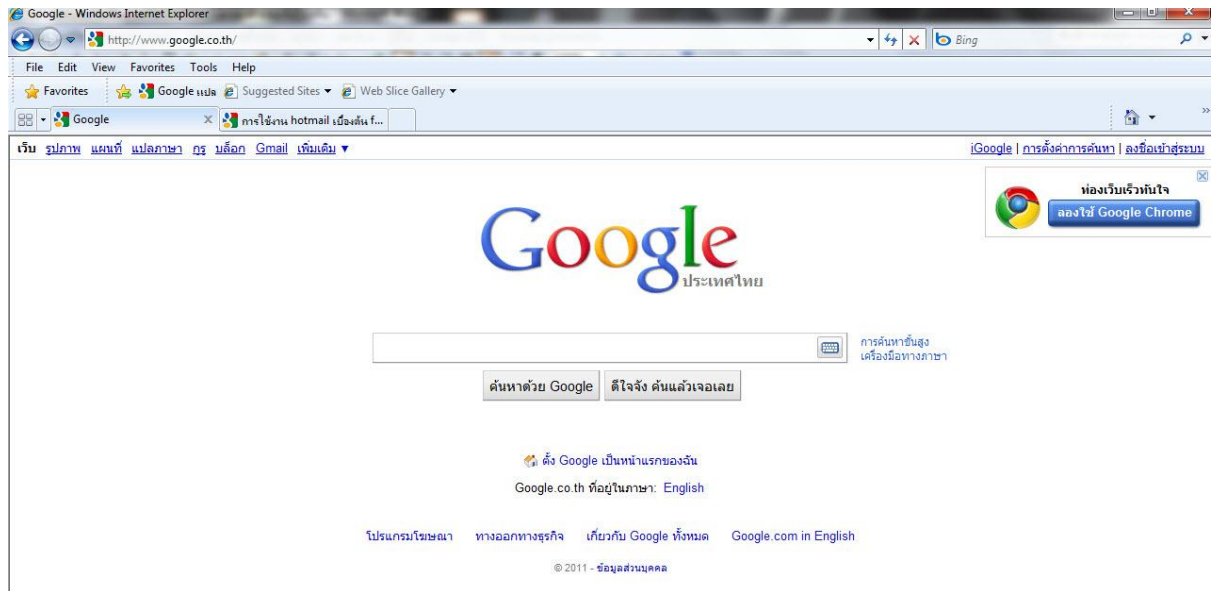 Google - Windows Internet Explorer
http://www.google.co.th/
Bing
File Edit View Favorites Tools Help
Favorites Google แปล Suggested Sites Web Slice Gallery
Google การใช้งาน hotmail เบื้องต้น f...
เว็บ รูปภาพ แผนที่ แปลภาษา กูรู บล็อก Gmail เพิ่มเติม ▼ iGoogle | การตั้งค่าการค้นหา | ลงชื่อเข้าสู่ระบบ
ท่องเว็บเร็วทันใจ
ลองใช้ Google Chrome
Google
ประเทศไทย
การค้นหาขั้นสูง
เครื่องมือทางภาษา
ค้นหาด้วย Google ดีใจจัง ค้นแล้วเจอเลย
ตั้ง Google เป็นหน้าแรกของฉัน
Google.co.th ที่อยู่ในภาษา: English
โปรแกรมโฆษณา ทางออกทางธุรกิจ เกี่ยวกับ Google ทั้งหมด Google.com in English
© 2011 - ข้อมูลส่วนบุคคล